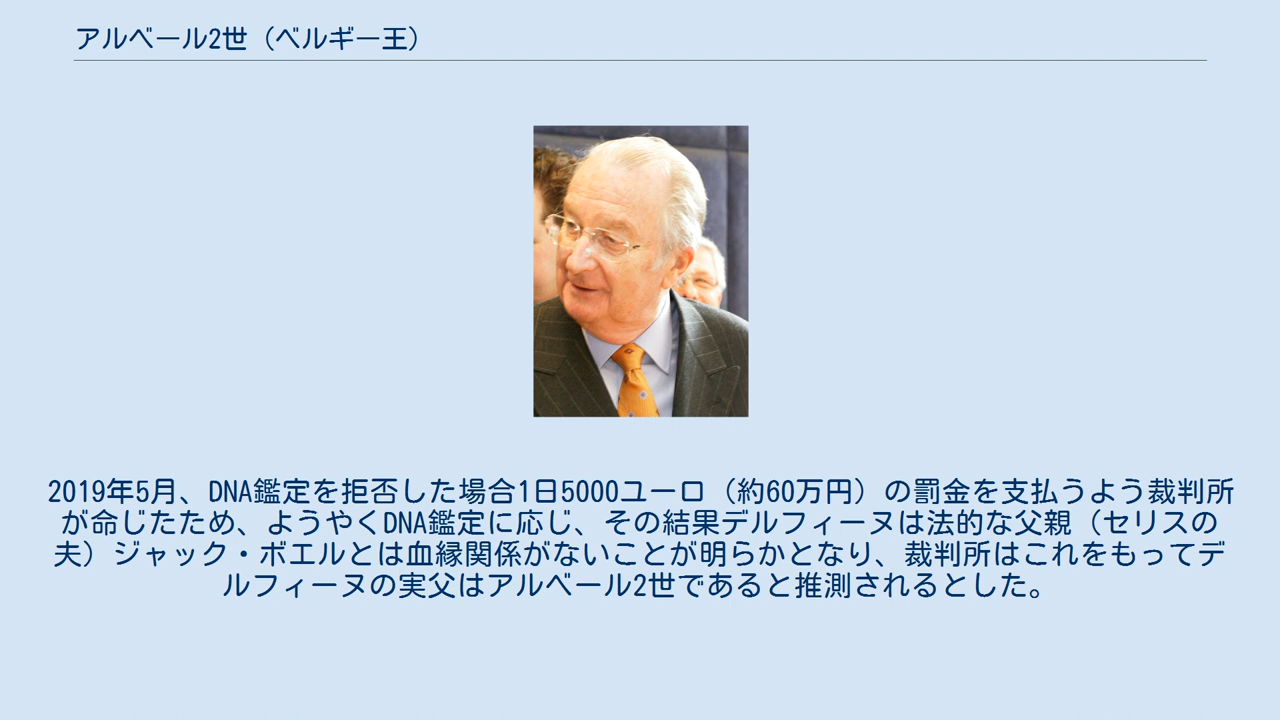 アルベール2世（ベルギー王）
2019年5月、DNA鑑定を拒否した場合1日5000ユーロ（約60万円）の罰金を支払うよう裁判所
が命じたため、ようやくDNA鑑定に応じ、その結果デルフィーヌは法的な父親（セリスの
夫）ジャック・ボエルとは血縁関係がないことが明らかとなり、裁判所はこれをもってデ
ルフィーヌの実父はアルベール2世であると推測されるとした。